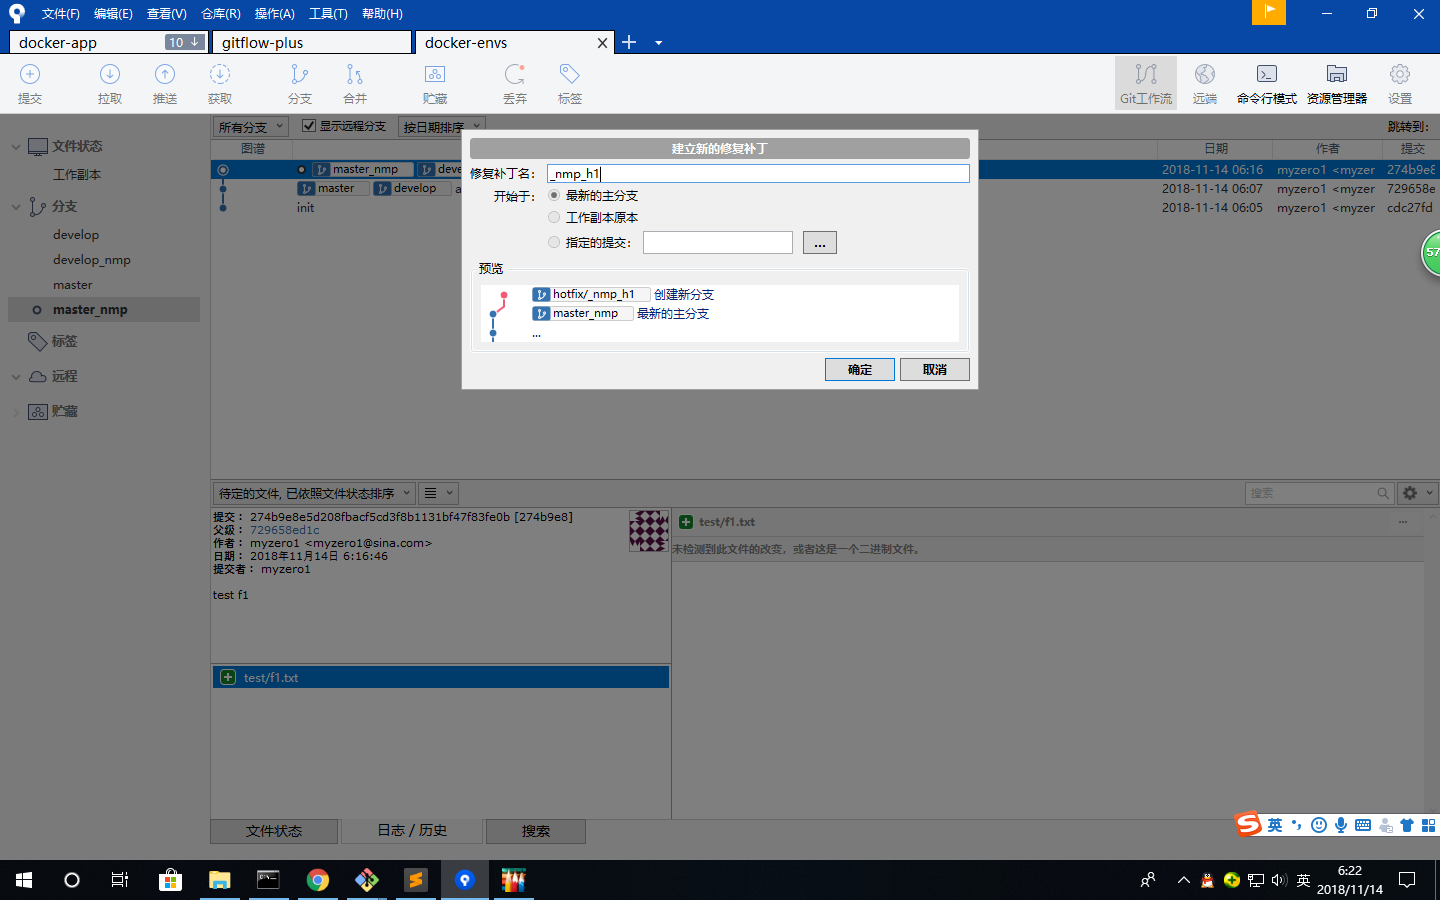 文件(F) 编辑(E) 查看(V) 仓库(R) 操作(A) 工具(T) 帮助(H)
docker-app 10 ↓ gitflow-plus docker-envs
提交 拉取 推送 获取 分支 合并 贮藏 丢弃 标签 Git工作流 远端 命令行模式 资源管理器 设置
文件状态
工作副本
分支
develop
develop_nmp
master
master_nmp
标签
远程
贮藏
所有分支 显示远程分支 按日期排序 跳转到:
图谱 日期 作者 提交
master_nmp deve 2018-11-14 06:16 myzero1 <myzer 274b9e8
master develop a 2018-11-14 06:07 myzero1 <myzer 729658e
init 2018-11-14 06:05 myzero1 <myzer cdc27fd
建立新的修复补丁
修复补丁名: _nmp_h1
开始于: 最新的主分支
工作副本原本
指定的提交: ...
预览
hotfix/_nmp_h1 创建新分支
master_nmp 最新的主分支
...
确定 取消
待定的文件, 已依照文件状态排序 搜索
提交: 274b9e8e5d208fbacf5cd3f8b1131bf47f83fe0b [274b9e8]
父级: 729658ed1c
作者: myzero1 <myzero1@sina.com>
日期: 2018年11月14日 6:16:46
提交者: myzero1
test f1
test/f1.txt
test/f1.txt ...
未检测到此文件的改变，或者这是一个二进制文件。
文件状态 日志 / 历史 搜索
57
英
英 6:22
2018/11/14